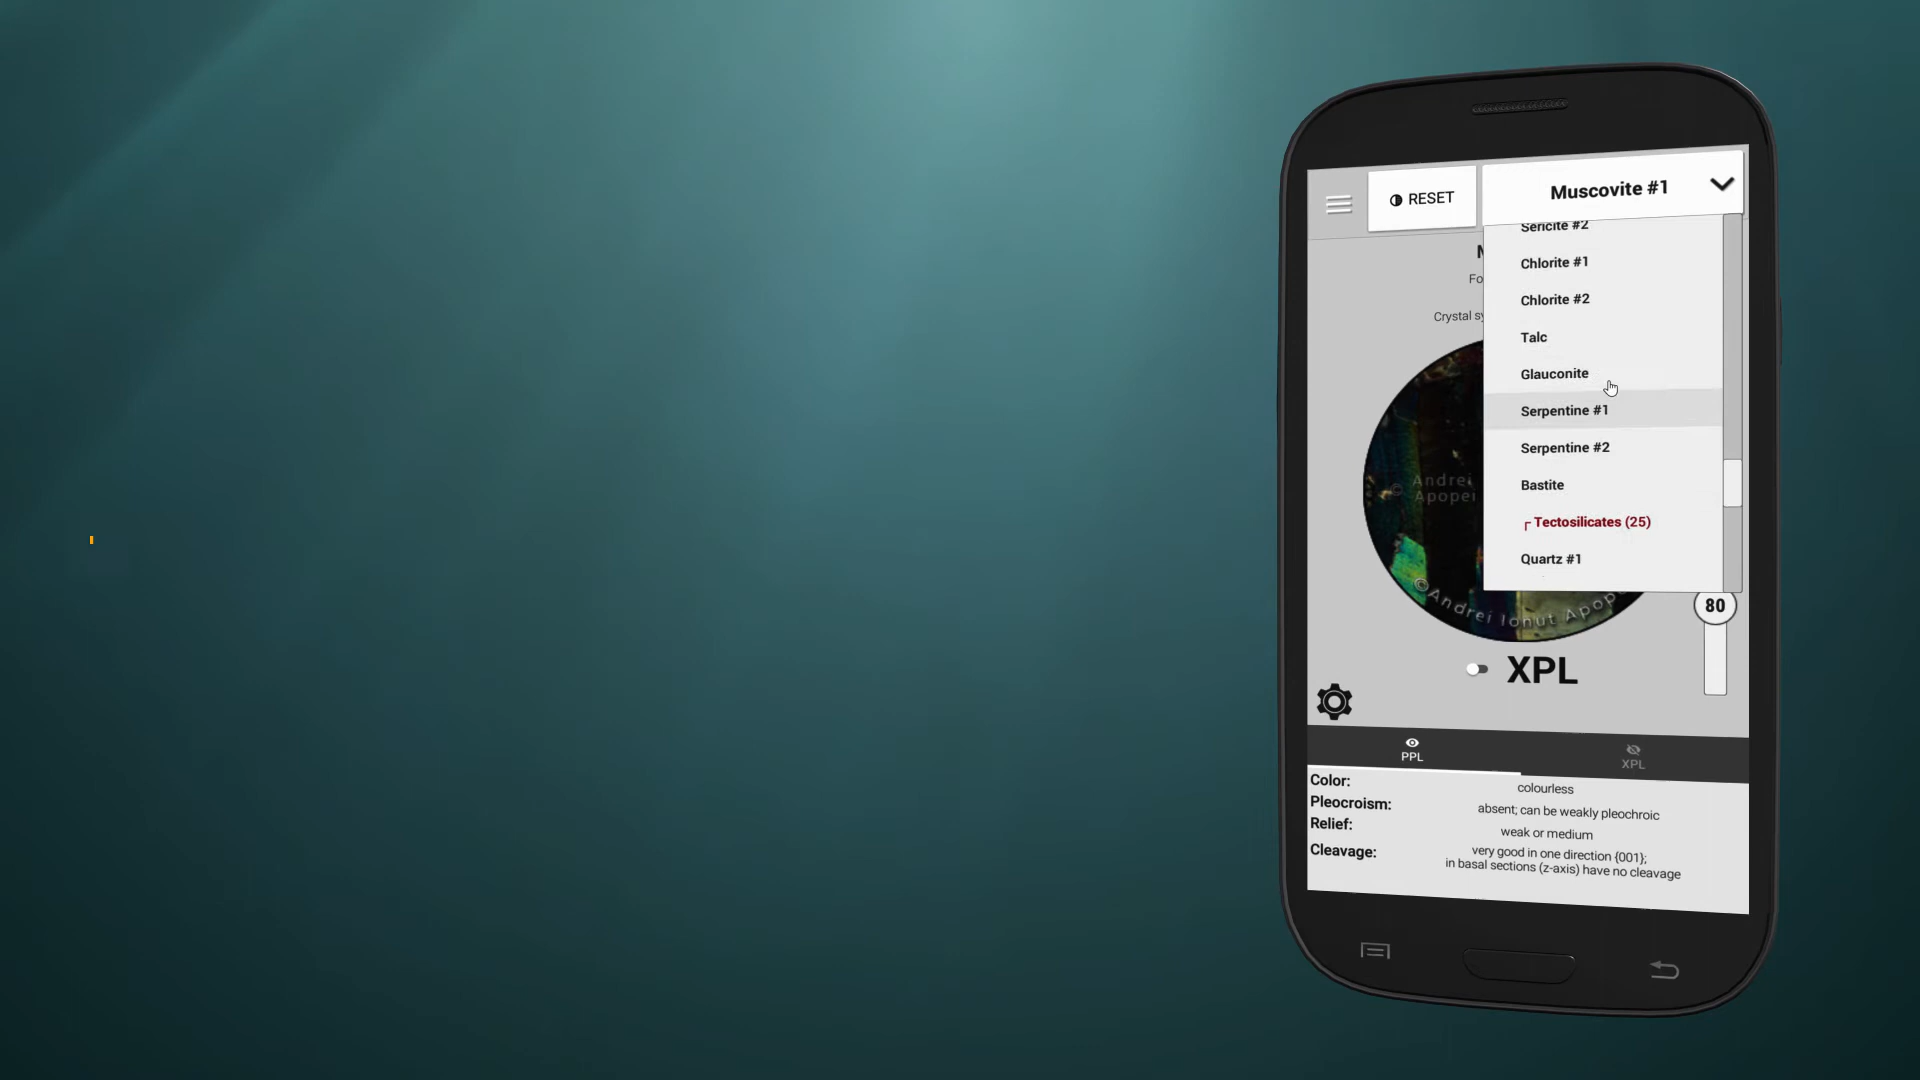 RESET
Muscovite #1
Sericite #2
Chlorite #1
Chlorite #2
Talc
Glauconite
Serpentine #1
Serpentine #2
Bastite
Tectosilicates (25)
Quartz #1
Fo
Crystal sy
© Andrei
Apoper
©Andrei Ionut Apop
80
XPL
PPL
XPL
Color:
colourless
Pleocroism:
absent; can be weakly pleochroic
Relief:
weak or medium
Cleavage:
very good in one direction {001};
in basal sections (z-axis) have no cleavage